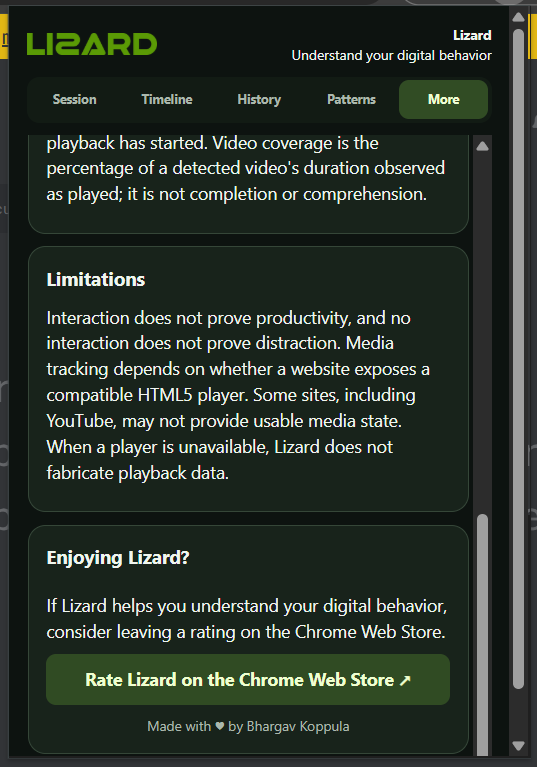 LIZARD
Lizard
Understand your digital behavior
Session
Timeline
History
Patterns
More
playback has started. Video coverage is the
percentage of a detected video's duration observed
as played; it is not completion or comprehension.
Limitations
Interaction does not prove productivity, and no
interaction does not prove distraction. Media
tracking depends on whether a website exposes a
compatible HTML5 player. Some sites, including
YouTube, may not provide usable media state.
When a player is unavailable, Lizard does not
fabricate playback data.
Enjoying Lizard?
If Lizard helps you understand your digital behavior,
consider leaving a rating on the Chrome Web Store.
Rate Lizard on the Chrome Web Store ↗
Made with ♥ by Bhargav Koppula